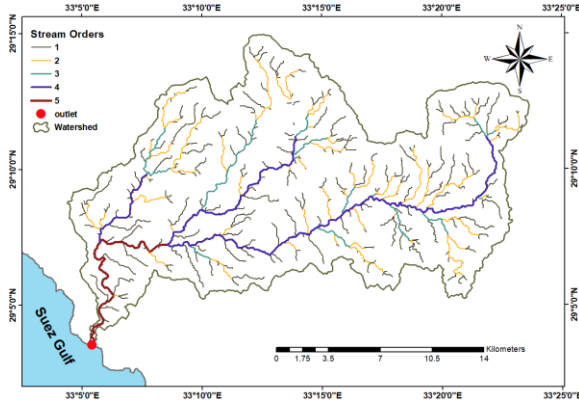 33°5'0"E 33°10'0"E 33°15'0"E 33°20'0"E 33°25'0"E
29°15'0"N
Stream Orders
1
2
3
4
5
outlet
Watershed
N
W E
S
29°10'0"N 29°10'0"N
29°5'0"N 29°5'0"N
Suez Gulf
Kilometers
0 1.75 3.5 7 10.5 14
33°5'0"E 33°10'0"E 33°15'0"E 33°20'0"E 33°25'0"E